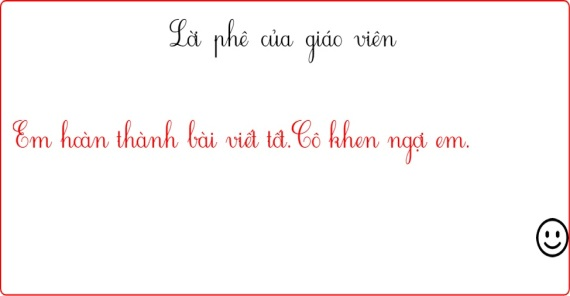 Lời phê của giáo viên
Em hoàn thành bài viết tốt.Cô khen ngợi em.